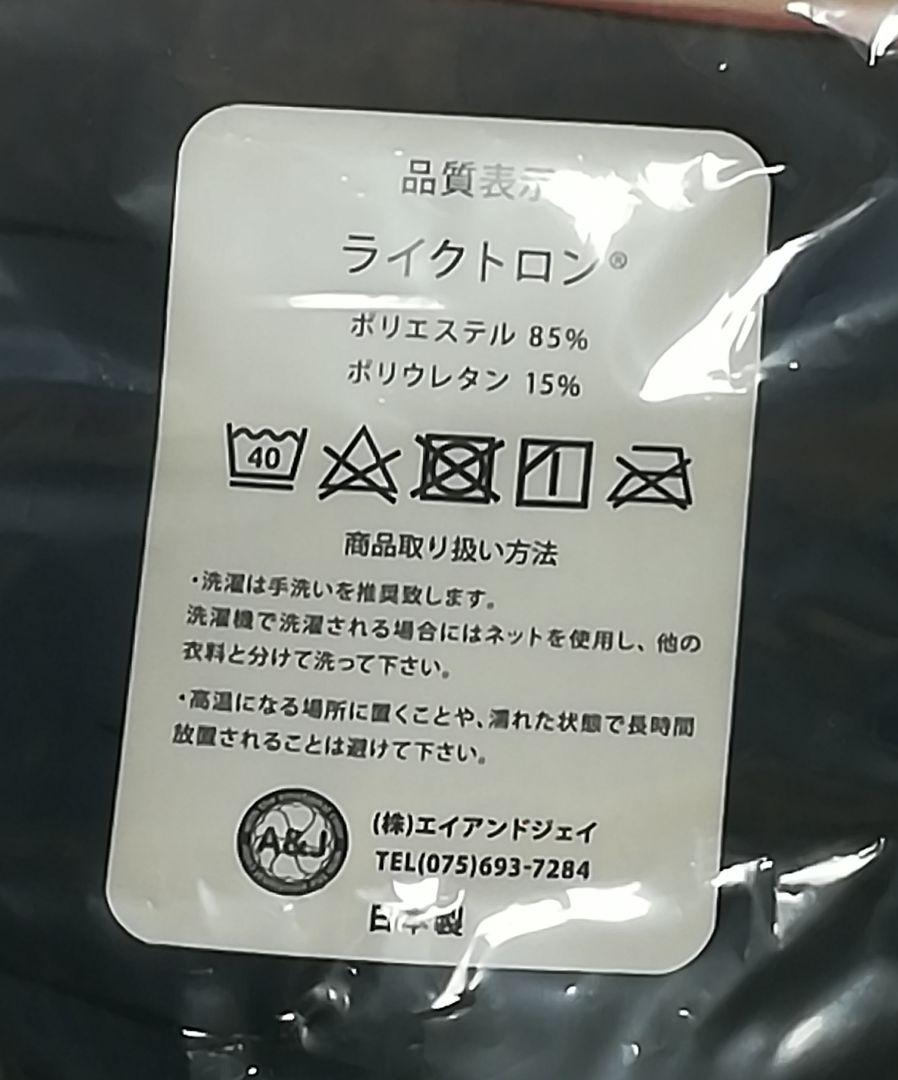 品質表示
ライクトロン®
ポリエステル 85%
ポリウレタン 15%
40
商品取り扱い方法
・洗濯は手洗いを推奨致します。
洗濯機で洗濯される場合にはネットを使用し、他の
衣料と分けて洗って下さい。
・高温になる場所に置くことや、濡れた状態で長時間
放置されることは避けて下さい。
A&J
(株)エイアンドジェイ
TEL(075)693-7284
日本製